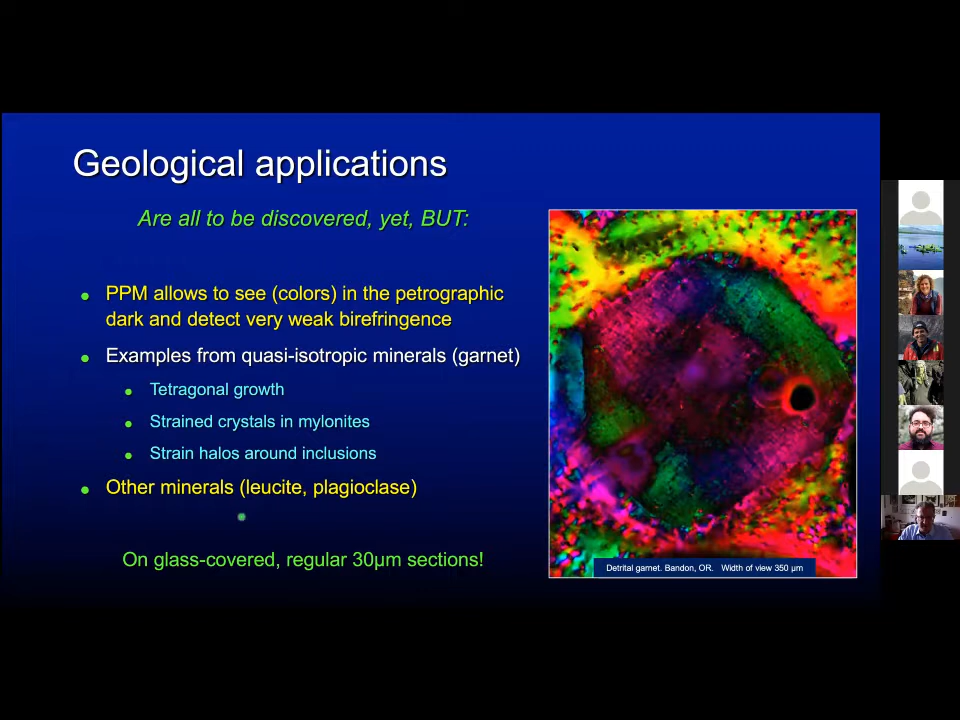 Geological applications
Are all to be discovered, yet, BUT:
PPM allows to see (colors) in the petrographic
dark and detect very weak birefringence
Examples from quasi-isotropic minerals (garnet)
Tetragonal growth
Strained crystals in mylonites
Strain halos around inclusions
Other minerals (leucite, plagioclase)
On glass-covered, regular 30µm sections!
Detrital garnet. Bandon, OR. Width of view 350 µm